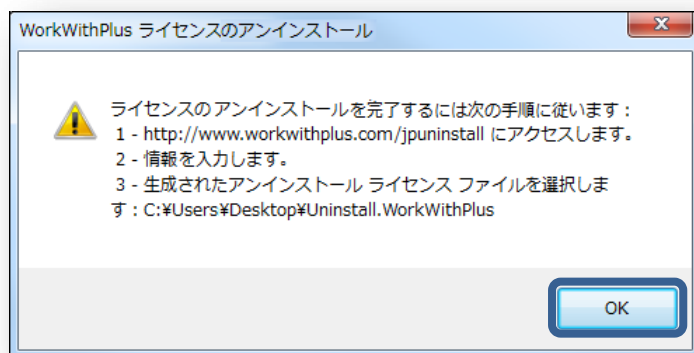 WorkWithPlus ライセンスのアンインストール
ライセンスのアンインストールを完了するには次の手順に従います：
1 - http://www.workwithplus.com/jpuninstall にアクセスします。
2 - 情報を入力します。
3 - 生成されたアンインストール ライセンス ファイルを選択しま
す：C:¥Users¥Desktop¥Uninstall.WorkWithPlus
OK